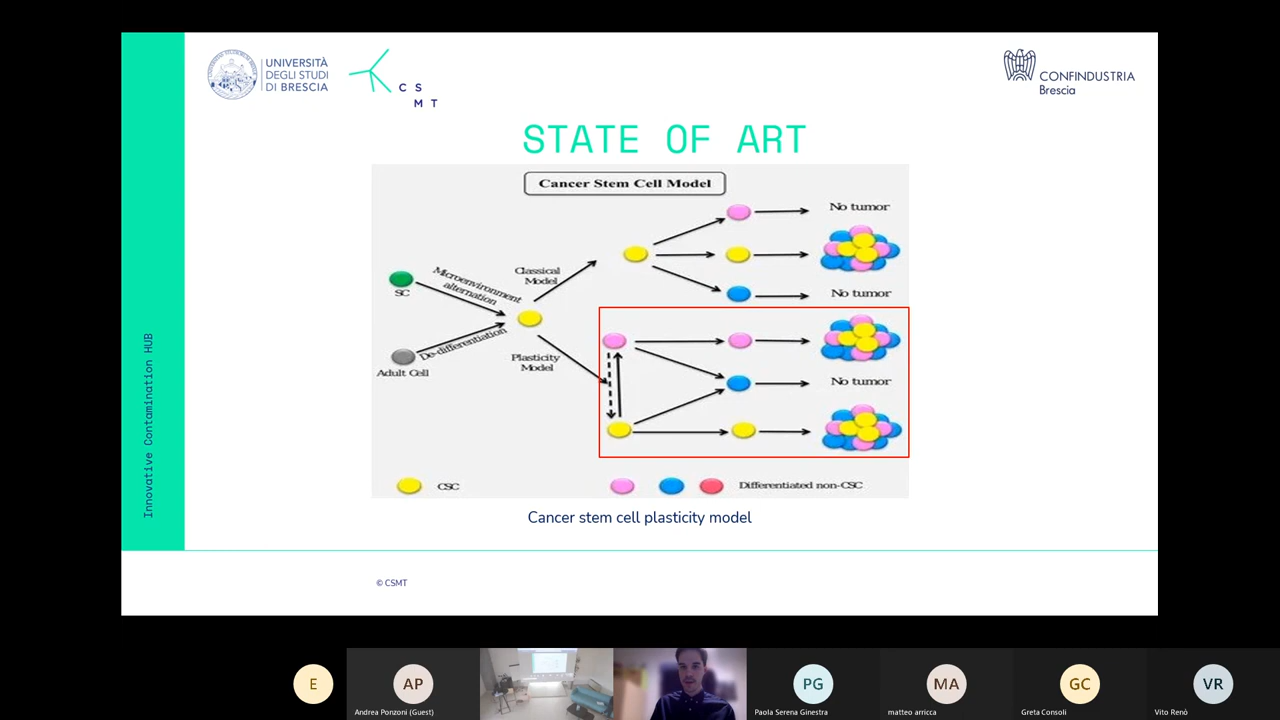 UNIVERSITÀ
DEGLI STUDI
DI BRESCIA
C S
M T
CONFINDUSTRIA
Brescia
STATE OF ART
Cancer Stem Cell Model
No tumor
Microenvironment
alternation
Classical
Model
SC
No tumor
De-differentiation
Plasticity
Model
Adult Cell
No tumor
CSC
Differentiated non-CSC
Cancer stem cell plasticity model
Innovative Contamination HUB
© CSMT
E
AP
Andrea Ponzoni (Guest)
PG
Paola Serena Ginestra
MA
matteo arricca
GC
Greta Consoli
VR
Vito Renò